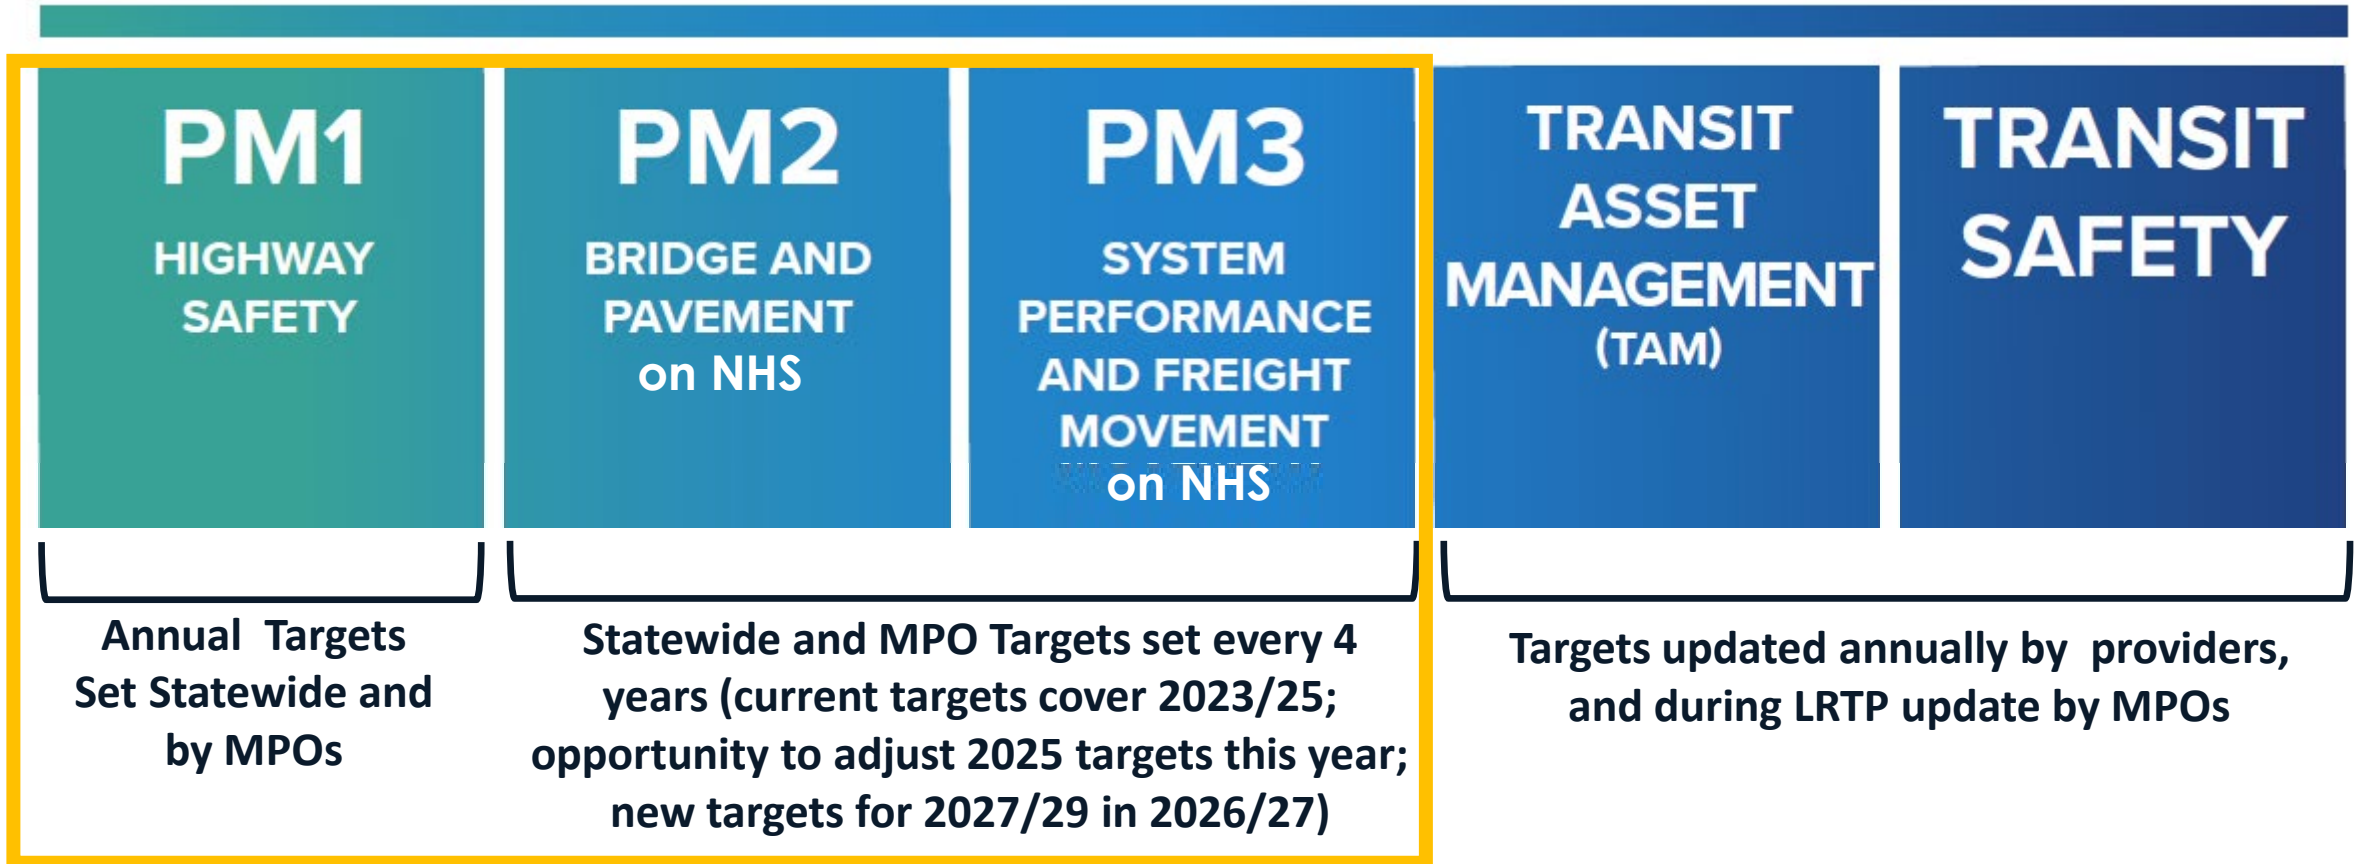 PM1
HIGHWAY
SAFETY
PM2
BRIDGE AND
PAVEMENT
on NHS
PM3
SYSTEM
PERFORMANCE
AND FREIGHT
MOVEMENT
on NHS
TRANSIT
ASSET
MANAGEMENT
(TAM)
TRANSIT
SAFETY
Annual Targets
Set Statewide and
by MPOs
Statewide and MPO Targets set every 4
years (current targets cover 2023/25;
opportunity to adjust 2025 targets this year;
new targets for 2027/29 in 2026/27)
Targets updated annually by providers,
and during LRTP update by MPOs